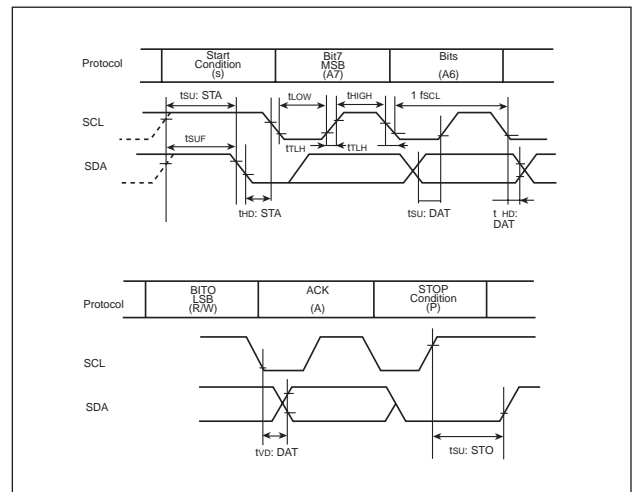 Protocol
Start Condition (s)
Bit7 MSB (A7)
Bits (A6)
tSU: STA
tLOW
tHIGH
1 fSCL
SCL
tSUF
tTLH
tTLH
SDA
tHD: STA
tSU: DAT
t HD: DAT
Protocol
BITO LSB (R/W)
ACK (A)
STOP Condition (P)
SCL
SDA
tVD: DAT
tSU: STO